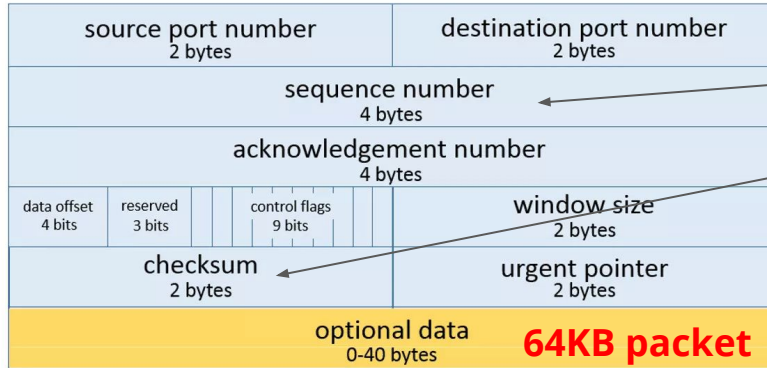 source port number
2 bytes
destination port number
2 bytes
sequence number
4 bytes
acknowledgement number
4 bytes
data offset
4 bits
reserved
3 bits
control flags
9 bits
window size
2 bytes
checksum
2 bytes
urgent pointer
2 bytes
optional data
0-40 bytes
64KB packet